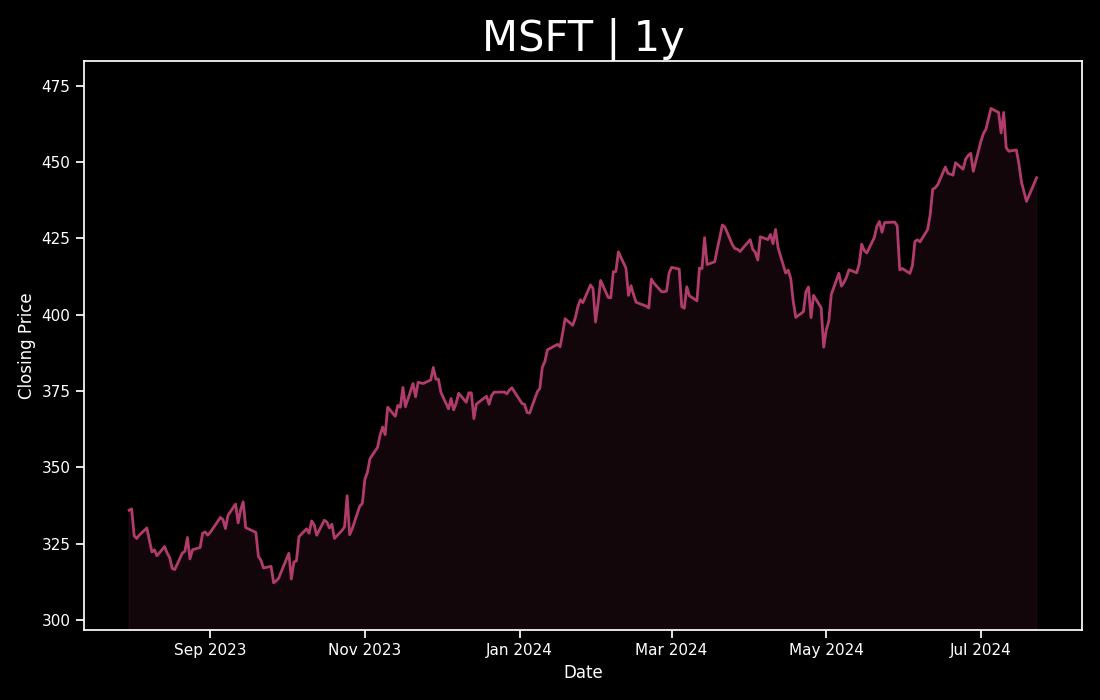 MSFT | 1y
475
450
425
400
375
350
325
300
Closing Price
Sep 2023
Nov 2023
Jan 2024
Mar 2024
May 2024
Jul 2024
Date